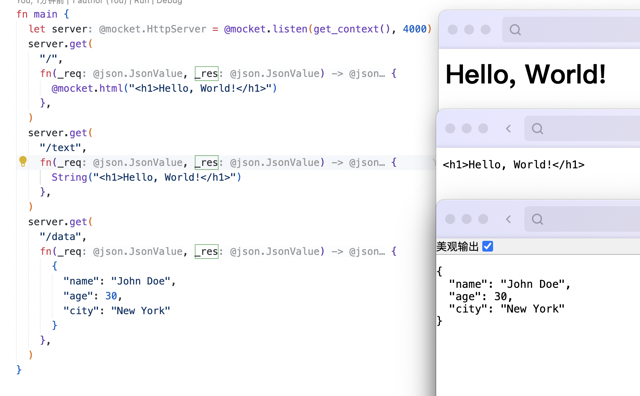 You, 1分钟前 | 1 author (You) | Run | Debug
fn main {
  let server: @mocket.HttpServer = @mocket.listen(get_context(), 4000)
  server.get(
    "/",
    fn(_req: @json.JsonValue, _res: @json.JsonValue) -> @json… {
      @mocket.html("<h1>Hello, World!</h1>")
    },
  )
  server.get(
    "/text",
    fn(_req: @json.JsonValue, _res: @json.JsonValue) -> @json… {
      String("<h1>Hello, World!</h1>")
    },
  )
  server.get(
    "/data",
    fn(_req: @json.JsonValue, _res: @json.JsonValue) -> @json… {
      {
        "name": "John Doe",
        "age": 30,
        "city": "New York"
      }
    },
  )
}
Hello, World!
<h1>Hello, World!</h1>
美观输出
{
  "name": "John Doe",
  "age": 30,
  "city": "New York"
}